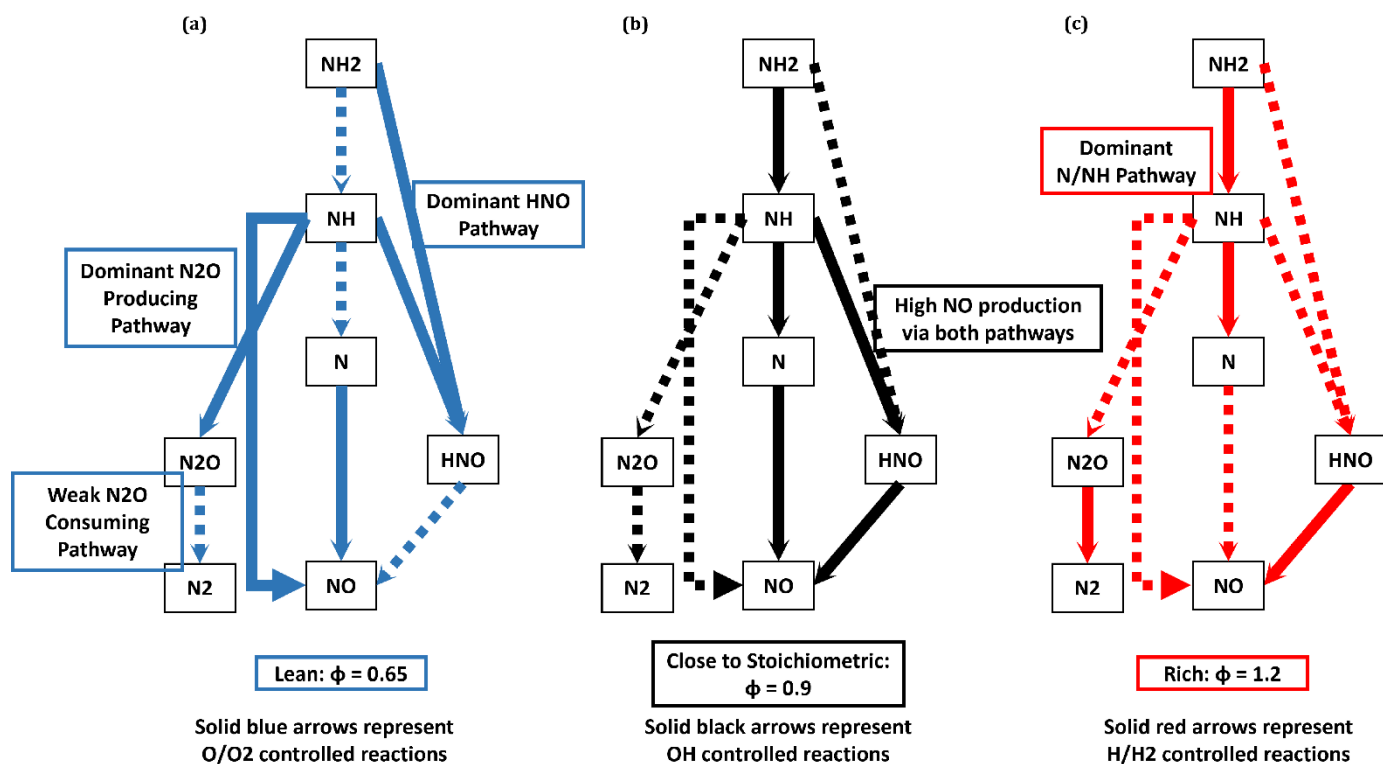 (a)
NH2
Dominant HNO
Pathway
NH
Dominant N2O
Producing
Pathway
N
N2O
HNO
Weak N2O
Consuming
Pathway
N2
NO
Lean: ϕ = 0.65
Solid blue arrows represent
O/O2 controlled reactions
(b)
NH2
NH
High NO production
via both pathways
N
N2O
HNO
N2
NO
Close to Stoichiometric:
ϕ = 0.9
Solid black arrows represent
OH controlled reactions
(c)
NH2
Dominant
N/NH Pathway
NH
N
N2O
HNO
N2
NO
Rich: ϕ = 1.2
Solid red arrows represent
H/H2 controlled reactions